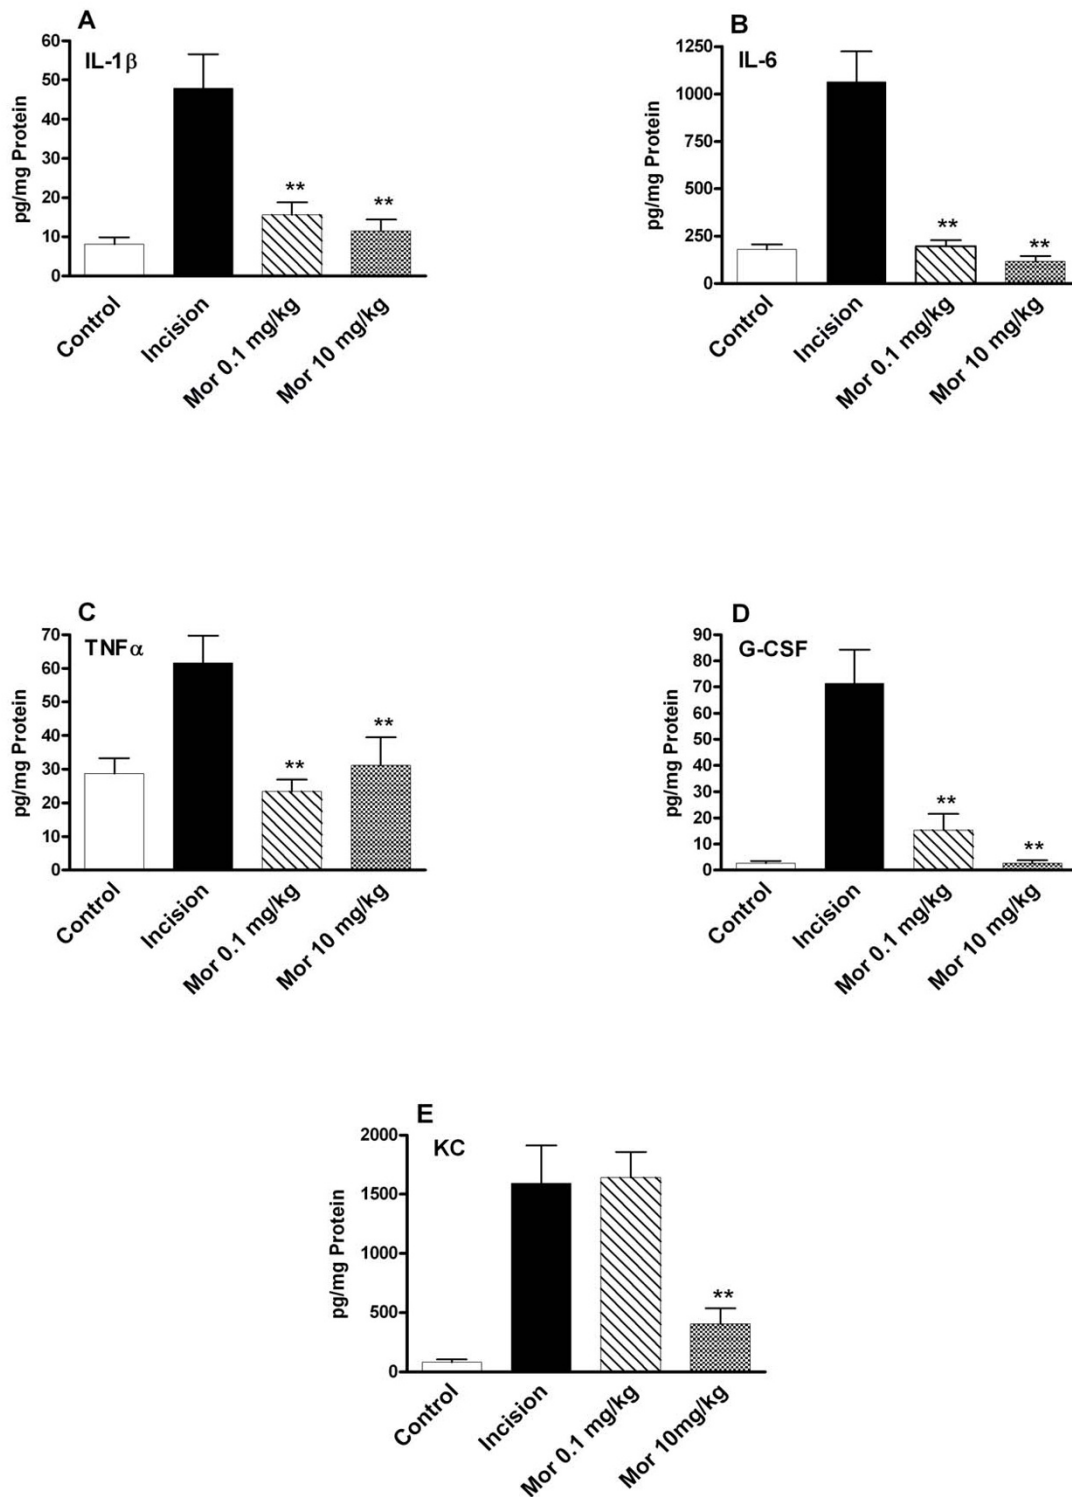 A
IL-1β
pg/mg Protein
60
50
40
30
20
10
0
**
**
Control
Incision
Mor 0.1 mg/kg
Mor 10 mg/kg
B
IL-6
pg/mg Protein
1250
1000
750
500
250
0
**
**
Control
Incision
Mor 0.1 mg/kg
Mor 10 mg/kg
C
TNFα
pg/mg Protein
70
60
50
40
30
20
10
0
**
**
Control
Incision
Mor 0.1 mg/kg
Mor 10 mg/kg
D
G-CSF
pg/mg Protein
90
80
70
60
50
40
30
20
10
0
**
**
Control
Incision
Mor 0.1 mg/kg
Mor 10 mg/kg
E
KC
pg/mg Protein
2000
1500
1000
500
0
**
Control
Incision
Mor 0.1 mg/kg
Mor 10mg/kg